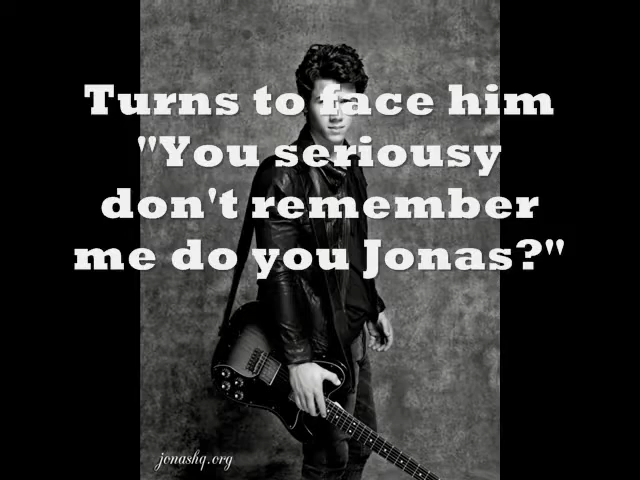 Turns to face him
"You seriousy
don't remember
me do you Jonas?"
jonashq.org